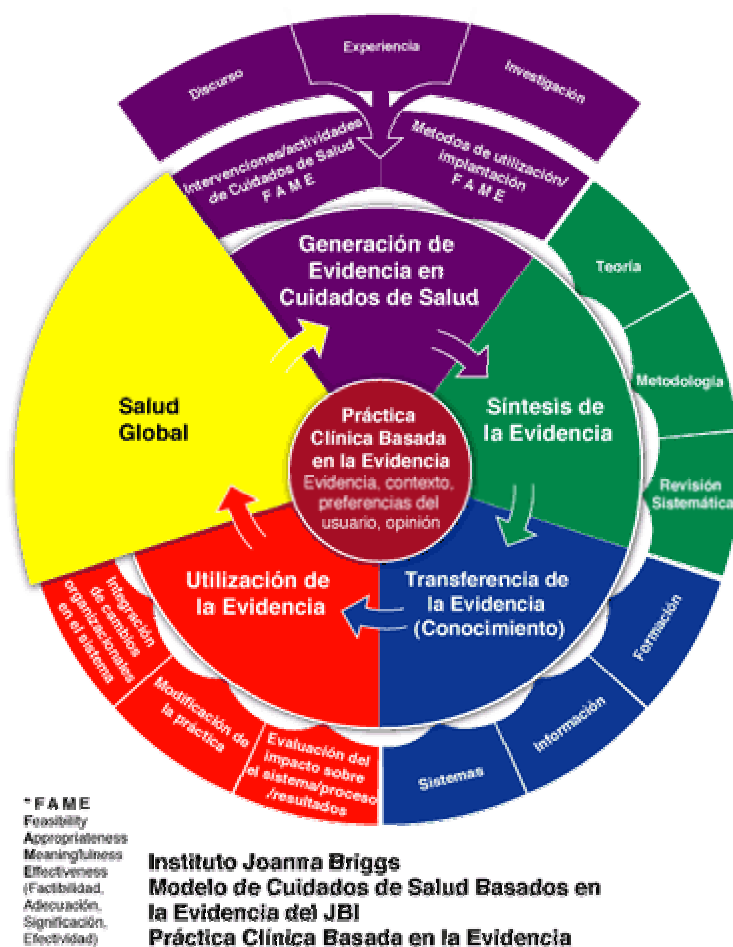 Discurso
Experiencia
Investigación
Intervenciones/actividades
de Cuidados de Salud
F A M E
Metodos de utilización/
implantación
F A M E
Generación de
Evidencia en
Cuidados de Salud
Teoría
Metodología
Revisión
Sistemática
Síntesis de
la Evidencia
Salud
Global
Práctica
Clínica Basada
en la Evidencia
Evidencia, contexto,
preferencias del
usuario, opinión
Transferencia de
la Evidencia
(Conocimiento)
Formación
Información
Sistemas
Utilización de
la Evidencia
Integración
de cambios
organizacionales
en el sistema
Modificación de
la práctica
Evaluación del
impacto sobre
el sistema/proceso
/resultados
* F A M E
Feasibility
Appropriateness
Meaningfulness
Effectiveness
(Factibilidad,
Adecuación,
Significación,
Efectividad)
Instituto Joanna Briggs
Modelo de Cuidados de Salud Basados en
la Evidencia del JBI
Práctica Clínica Basada en la Evidencia